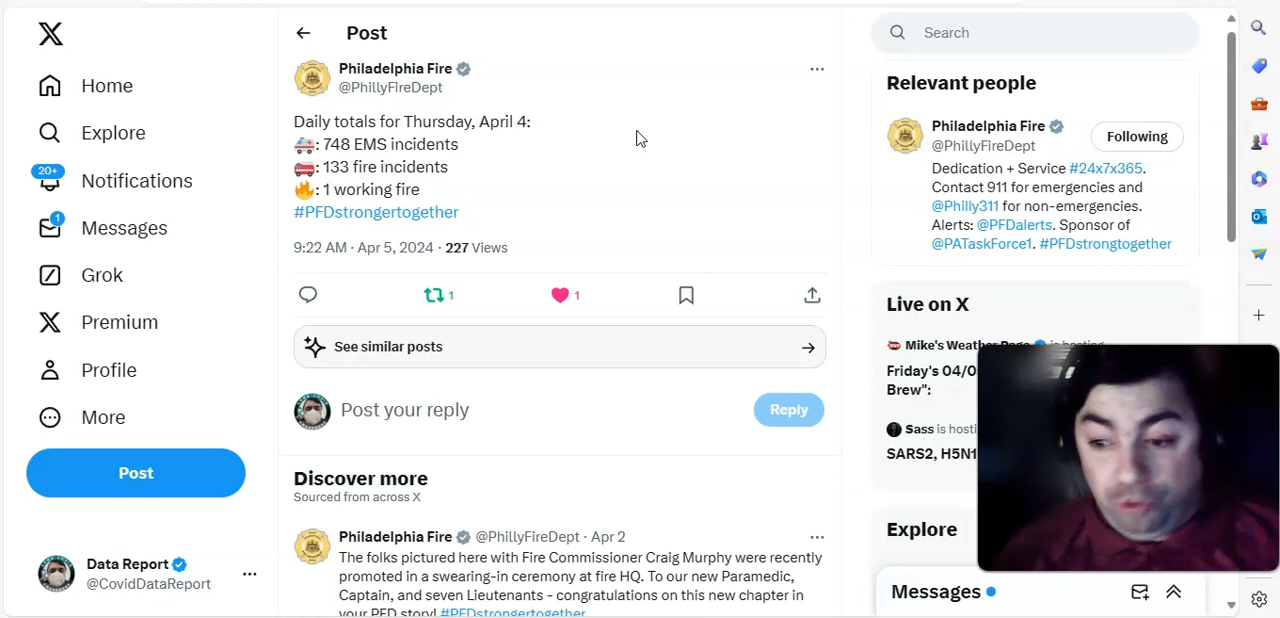 Home
Explore
20+
Notifications
1
Messages
Grok
Premium
Profile
More
Post
Data Report
@CovidDataReport
Post
Philadelphia Fire
@PhillyFireDept
Daily totals for Thursday, April 4:
: 748 EMS incidents
: 133 fire incidents
: 1 working fire
#PFDstrongertogether
9:22 AM · Apr 5, 2024 · 227 Views
1
1
See similar posts
Post your reply
Reply
Discover more
Sourced from across X
Philadelphia Fire @PhillyFireDept · Apr 2
The folks pictured here with Fire Commissioner Craig Murphy were recently
promoted in a swearing-in ceremony at fire HQ. To our new Paramedic,
Captain, and seven Lieutenants - congratulations on this new chapter in
your PFD story! #PFDstrongertogether
Search
Relevant people
Philadelphia Fire
@PhillyFireDept
Following
Dedication + Service #24x7x365.
Contact 911 for emergencies and
@Philly311 for non-emergencies.
Alerts: @PFDalerts. Sponsor of
@PATaskForce1. #PFDstrongtogether
Live on X
Mike's Weather Page is hosting
Friday's 04/0
Brew":
Sass is hosti
SARS2, H5N1
Explore
Messages